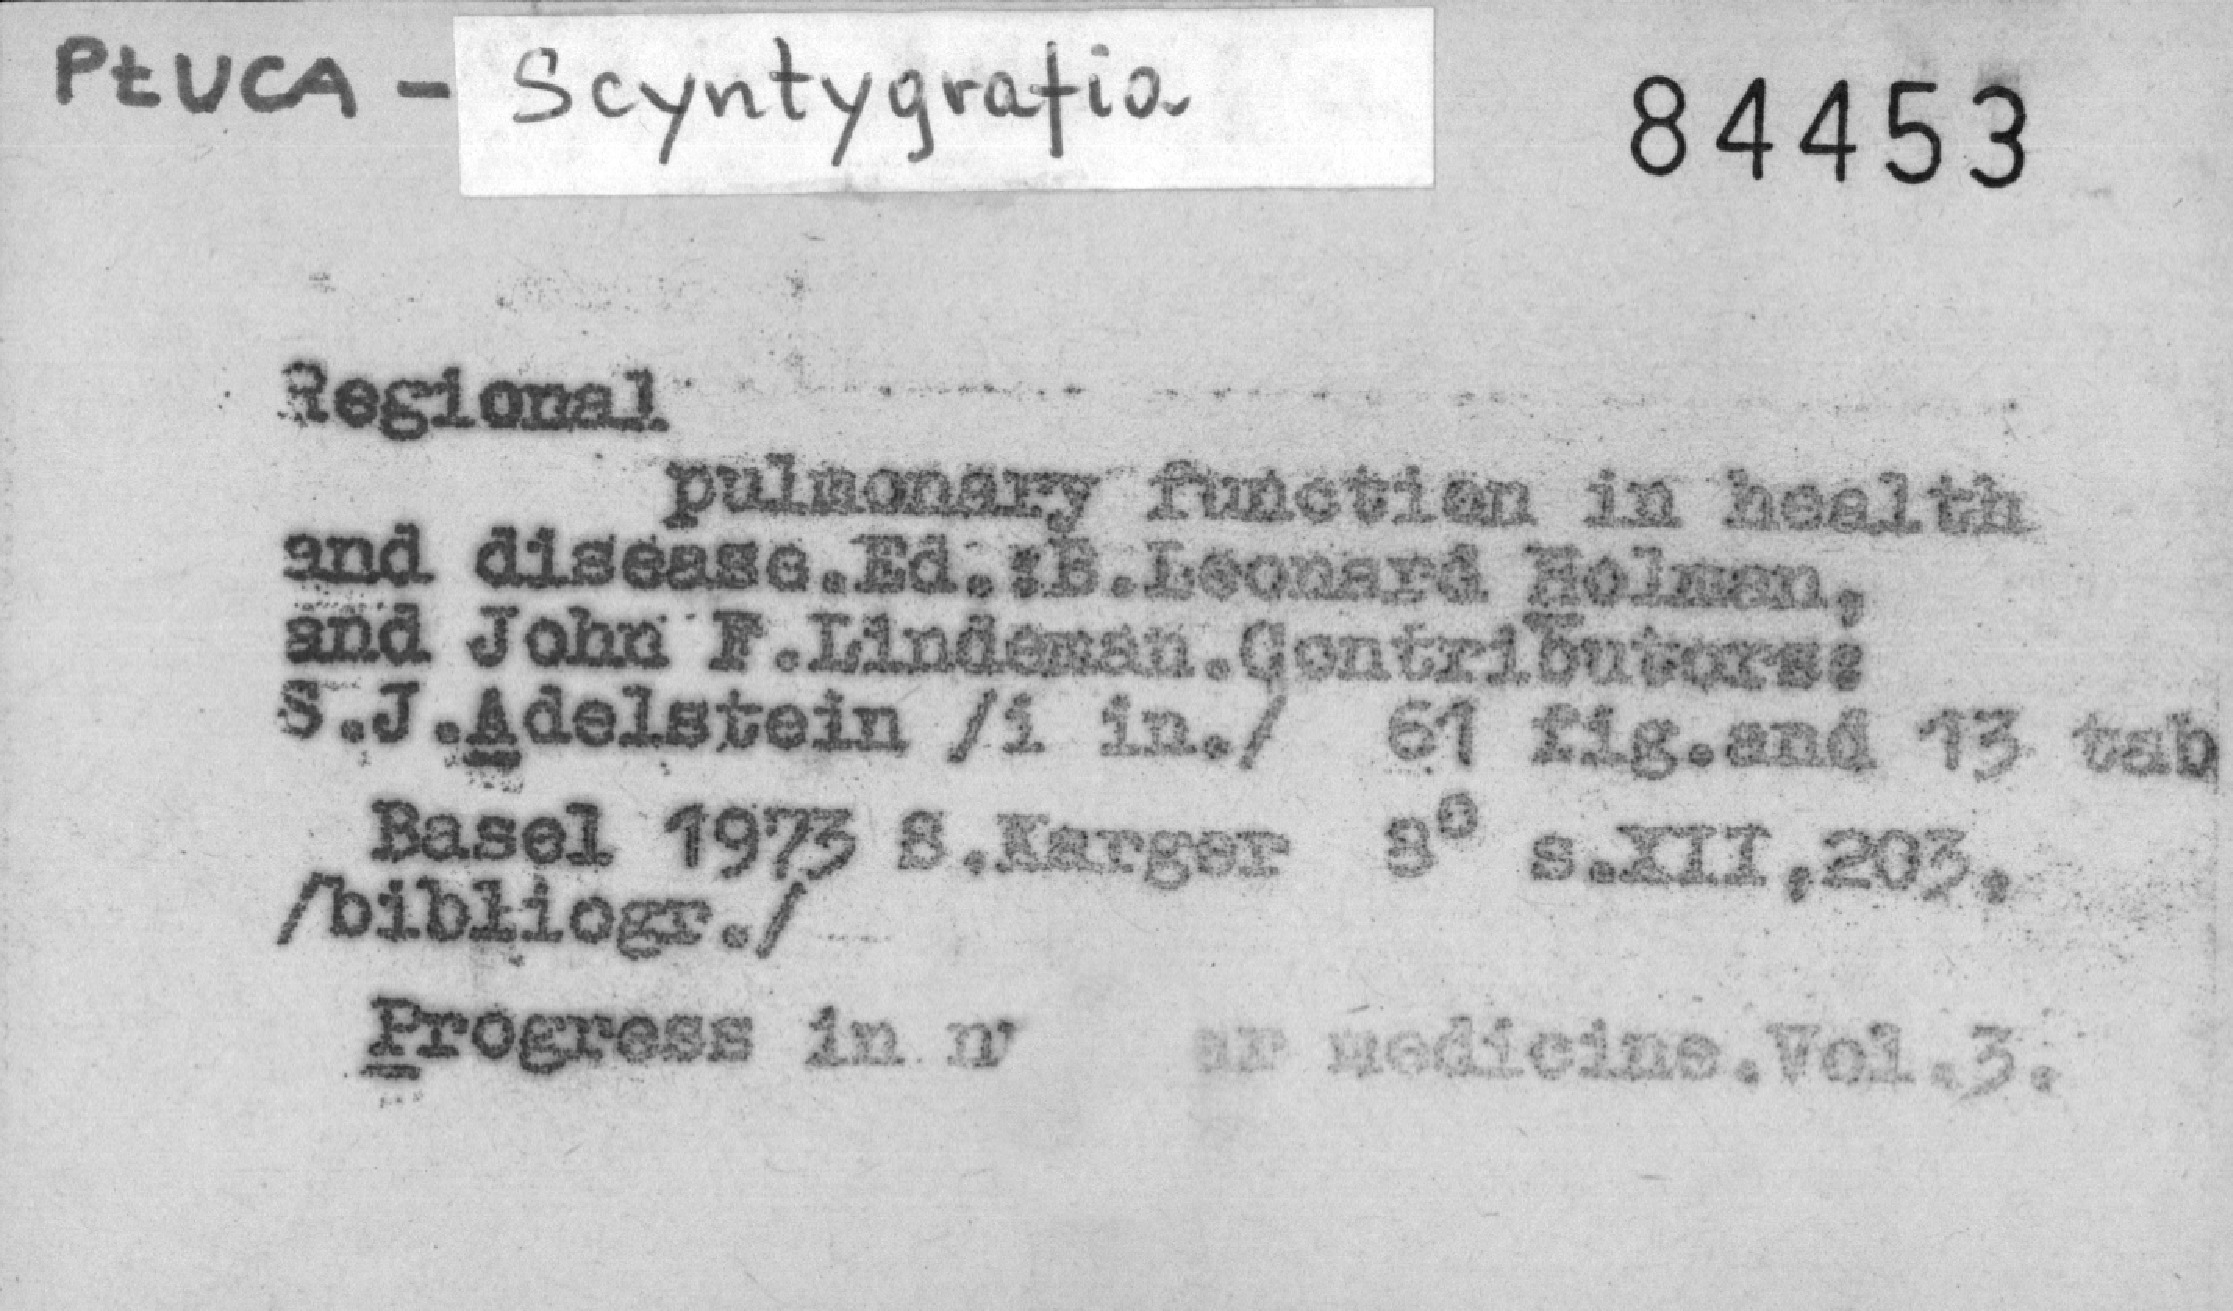 PŁUCA - Scyntygrafia 84453
Regional
pulmonary function in health
and disease.Ed.:B.Leonard Holman,
and John F.Lindeman.Contributors:
S.J.Adelstein /i in./ 61 fig.and 13 tab
Basel 1973 S.Karger 8° s.XII,203.
/bibliogr./
Progress in medicine.Vol.3.